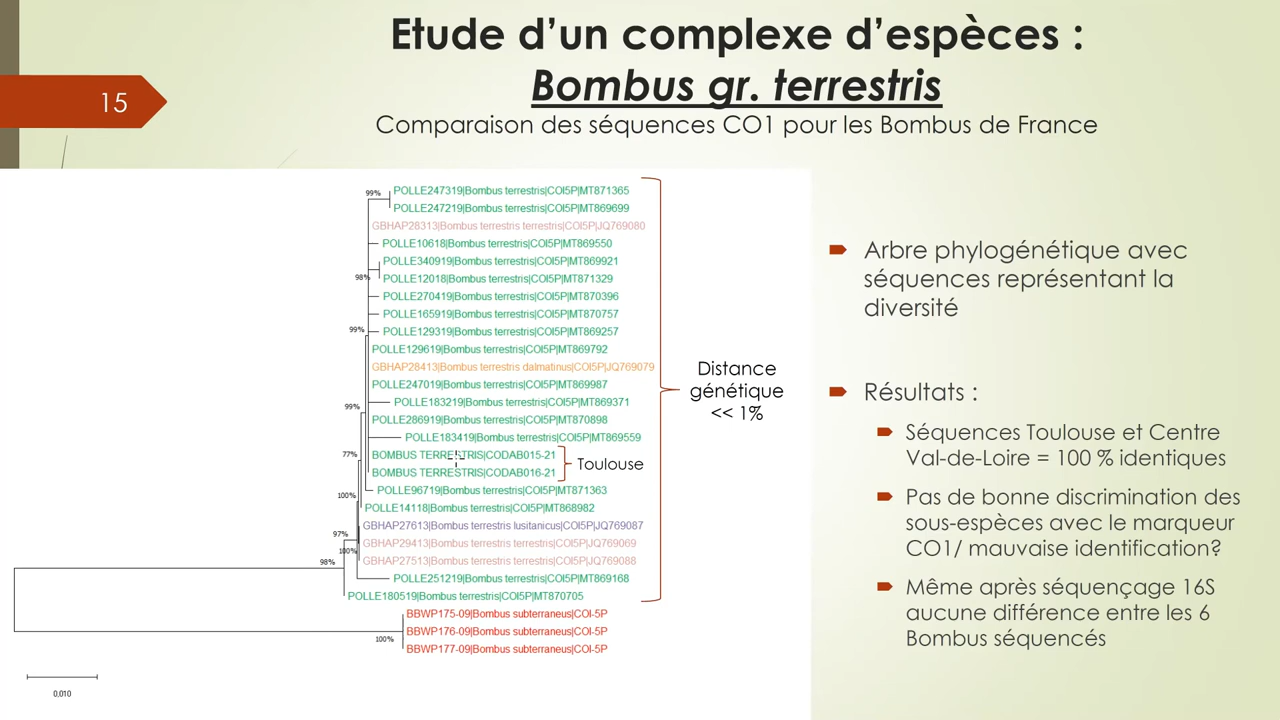 15
Etude d’un complexe d’espèces :
Bombus gr. terrestris
Comparaison des séquences CO1 pour les Bombus de France
99%
POLLE247319|Bombus terrestris|COI5P|MT871365
POLLE247219|Bombus terrestris|COI5P|MT869699
GBHAP28313|Bombus terrestris terrestris|COI5P|JQ769080
POLLE10618|Bombus terrestris|COI5P|MT869550
POLLE340919|Bombus terrestris|COI5P|MT869921
98%
POLLE12018|Bombus terrestris|COI5P|MT871329
POLLE270419|Bombus terrestris|COI5P|MT870396
POLLE165919|Bombus terrestris|COI5P|MT870757
99%
POLLE129319|Bombus terrestris|COI5P|MT869257
POLLE129619|Bombus terrestris|COI5P|MT869792
GBHAP28413|Bombus terrestris dalmatinus|COI5P|JQ769079
POLLE247019|Bombus terrestris|COI5P|MT869987
99%
POLLE183219|Bombus terrestris|COI5P|MT869371
POLLE286919|Bombus terrestris|COI5P|MT870898
POLLE183419|Bombus terrestris|COI5P|MT869559
77%
BOMBUS TERRESTRIS|CODAB015-21
BOMBUS TERRESTRIS|CODAB016-21
Toulouse
POLLE96719|Bombus terrestris|COI5P|MT871363
100%
POLLE14118|Bombus terrestris|COI5P|MT868982
GBHAP27613|Bombus terrestris lusitanicus|COI5P|JQ769087
97%
GBHAP29413|Bombus terrestris terrestris|COI5P|JQ769069
100%
GBHAP27513|Bombus terrestris terrestris|COI5P|JQ769088
98%
POLLE251219|Bombus terrestris|COI5P|MT869168
POLLE180519|Bombus terrestris|COI5P|MT870705
BBWP175-09|Bombus subterraneus|COI-5P
BBWP176-09|Bombus subterraneus|COI-5P
100%
BBWP177-09|Bombus subterraneus|COI-5P
0,010
Distance
génétique
<< 1%
Arbre phylogénétique avec
séquences représentant la
diversité
Résultats :
Séquences Toulouse et Centre
Val-de-Loire = 100 % identiques
Pas de bonne discrimination des
sous-espèces avec le marqueur
CO1/ mauvaise identification?
Même après séquençage 16S
aucune différence entre les 6
Bombus séquencés